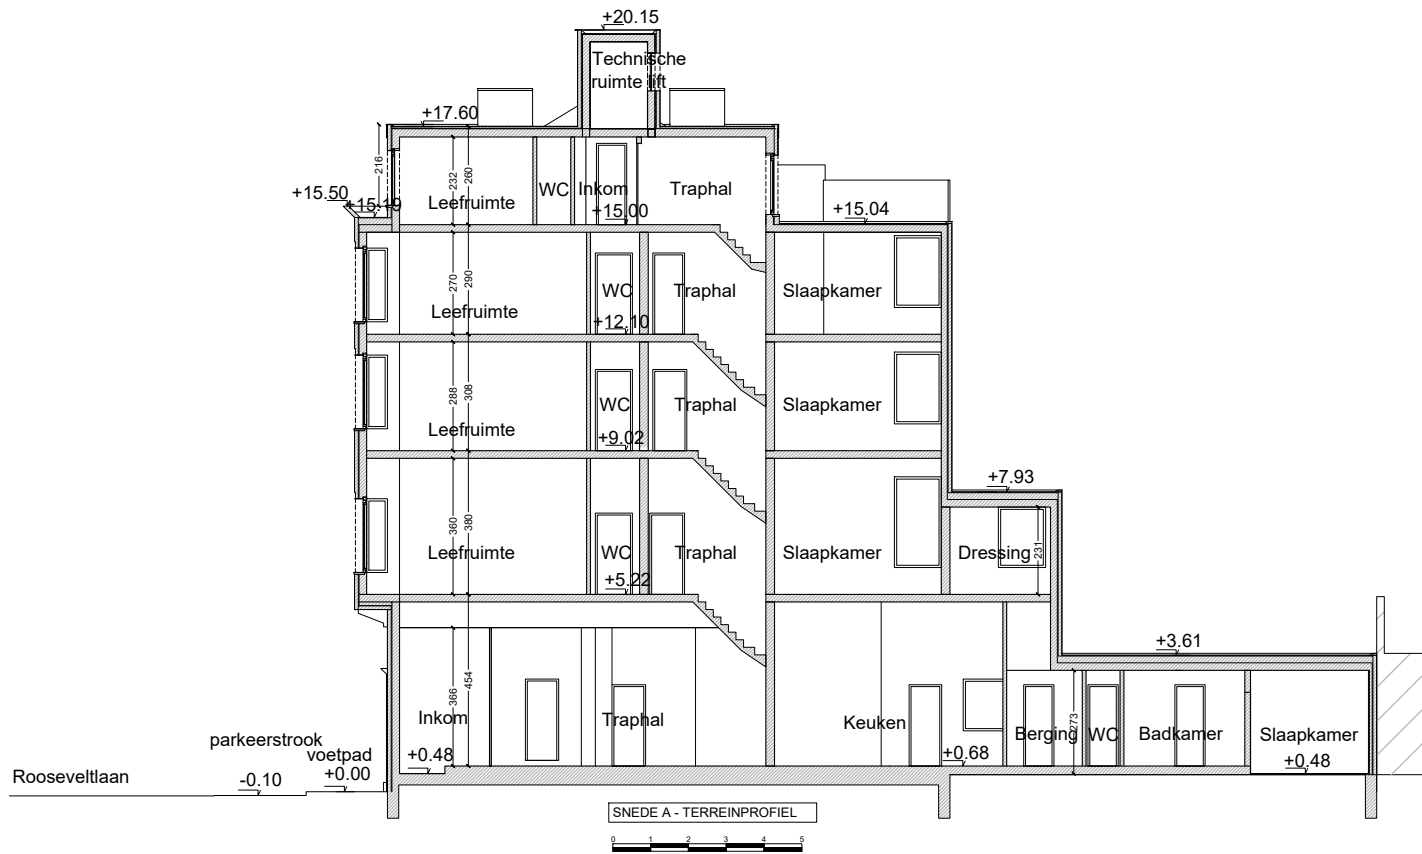 +20.15
Technische
ruimte lift
+17.60
216
232
260
+15.50
+15.19
Leefruimte
WC
Inkom
Traphal
+15.00
+15.04
270
290
Leefruimte
WC
Traphal
Slaapkamer
+12.10
288
308
Leefruimte
WC
Traphal
Slaapkamer
+9.02
+7.93
360
380
Leefruimte
WC
Traphal
Slaapkamer
Dressing
231
+5.22
+3.61
366
454
Inkom
Traphal
Keuken
Berging
273
WC
Badkamer
Slaapkamer
parkeerstrook
voetpad
+0.48
+0.68
+0.48
Rooseveltlaan
-0.10
+0.00
SNEDE A - TERREINPROFIEL
0 1 2 3 4 5